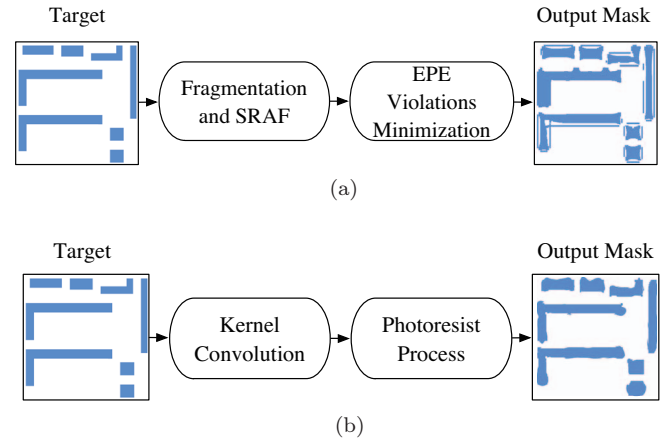 Target
Output Mask
Fragmentation
and SRAF
EPE
Violations
Minimization
(a)
Target
Output Mask
Kernel
Convolution
Photoresist
Process
(b)